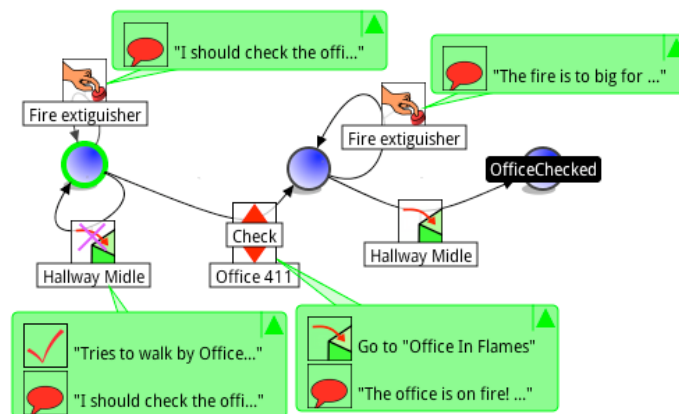 "I should check the offi..."
"The fire is to big for ..."
Fire extiguisher
Fire extiguisher
OfficeChecked
Check
Hallway Midle
Hallway Midle
Office 411
"Tries to walk by Office..."
"I should check the offi..."
Go to "Office In Flames"
"The office is on fire! ..."